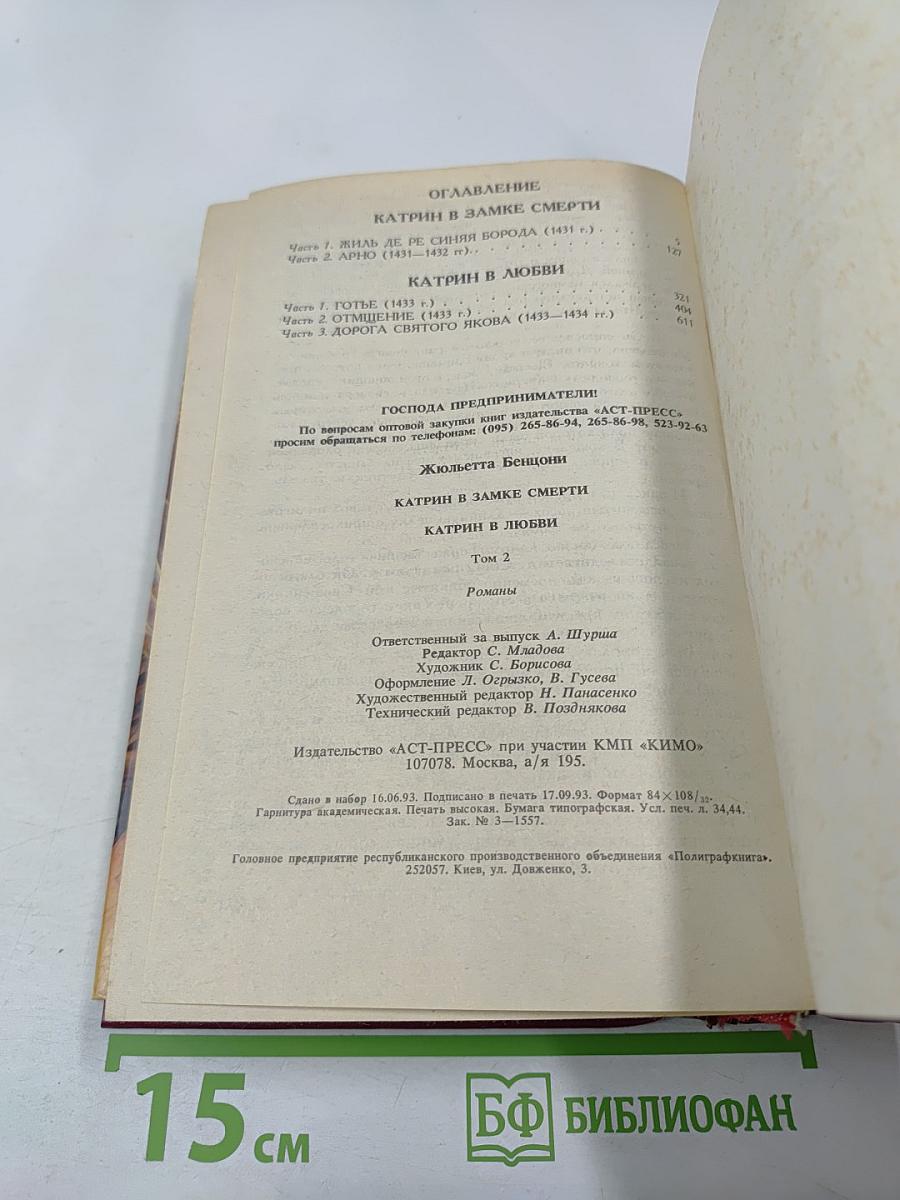 ОГЛАВЛЕНИЕ
КАТРИН В ЗАМКЕ СМЕРТИ
Часть 1. ЖИЛЬ ДЕ РЕ СИНЯЯ БОРОДА (1431 г.) . . . . 5
Часть 2. АРНО (1431—1432 гг). . . . . . . . . . . 127
КАТРИН В ЛЮБВИ
Часть 1. ГОТЬЕ (1433 г.) . . . . . . . . . . . . 321
Часть 2. ОТМЩЕНИЕ (1433 г.) . . . . . . . . . . . 404
Часть 3. ДОРОГА СВЯТОГО ЯКОВА (1433—1434 гг.) . . 611
ГОСПОДА ПРЕДПРИНИМАТЕЛИ!
По вопросам оптовой закупки книг издательства «АСТ-ПРЕСС»
просим обращаться по телефонам: (095) 265-86-94, 265-86-98, 523-92-63
Жюльетта Бенцони
КАТРИН В ЗАМКЕ СМЕРТИ
КАТРИН В ЛЮБВИ
Том 2
Романы
Ответственный за выпуск А. Шурша
Редактор С. Младова
Художник С. Борисова
Оформление Л. Огрызко, В. Гусева
Художественный редактор Н. Панасенко
Технический редактор В. Позднякова
Издательство «АСТ-ПРЕСС» при участии КМП «КИМО»
107078. Москва, а/я 195.
Сдано в набор 16.06.93. Подписано в печать 17.09.93. Формат 84×108/32.
Гарнитура академическая. Печать высокая. Бумага типографская. Усл. печ. л. 34,44.
Зак. № 3—1557.
Головное предприятие республиканского производственного объединения «Полиграфкнига».
252057. Киев, ул. Довженко, 3.
15 см
БФ БИБЛИОФАН